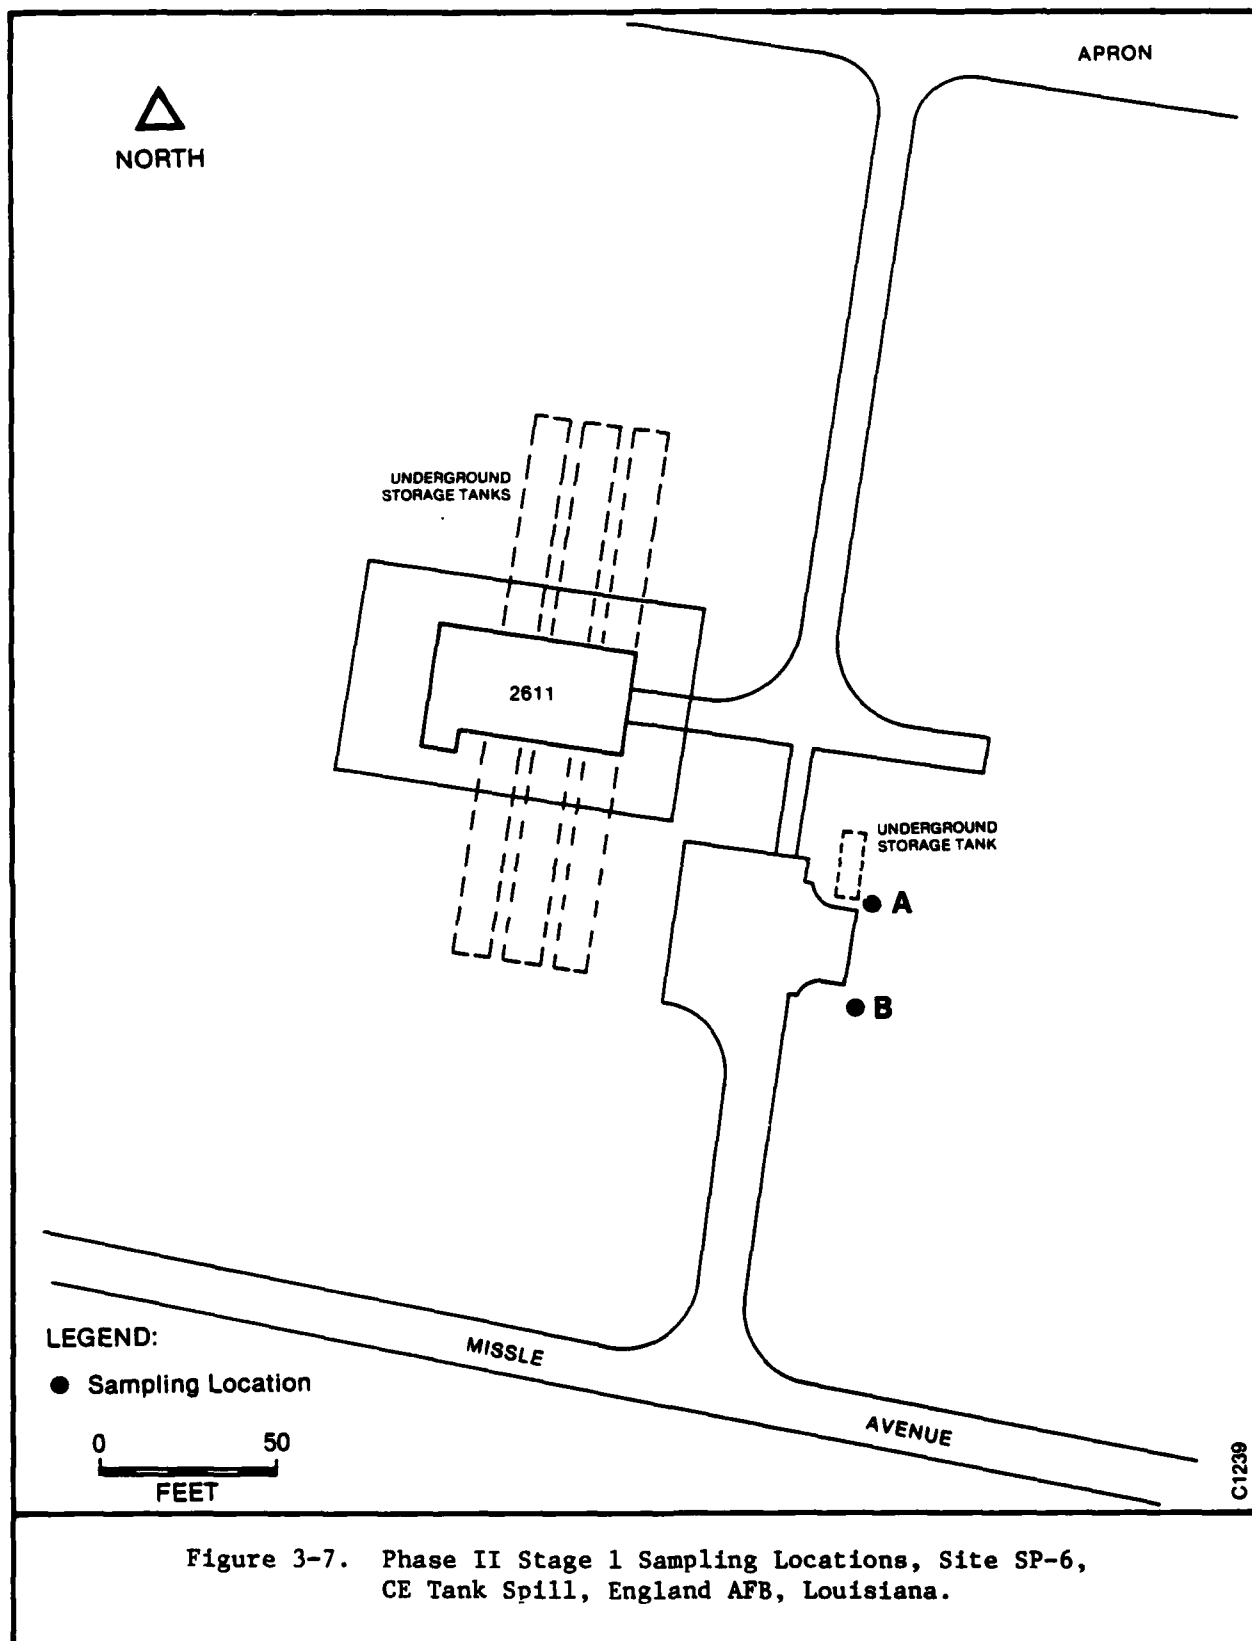 APRON
NORTH
UNDERGROUND
STORAGE TANKS
2611
UNDERGROUND
STORAGE TANK
A
B
LEGEND:
● Sampling Location
MISSLE
AVENUE
0 50
FEET
C1239
Figure 3-7. Phase II Stage 1 Sampling Locations, Site SP-6,
CE Tank Spill, England AFB, Louisiana.